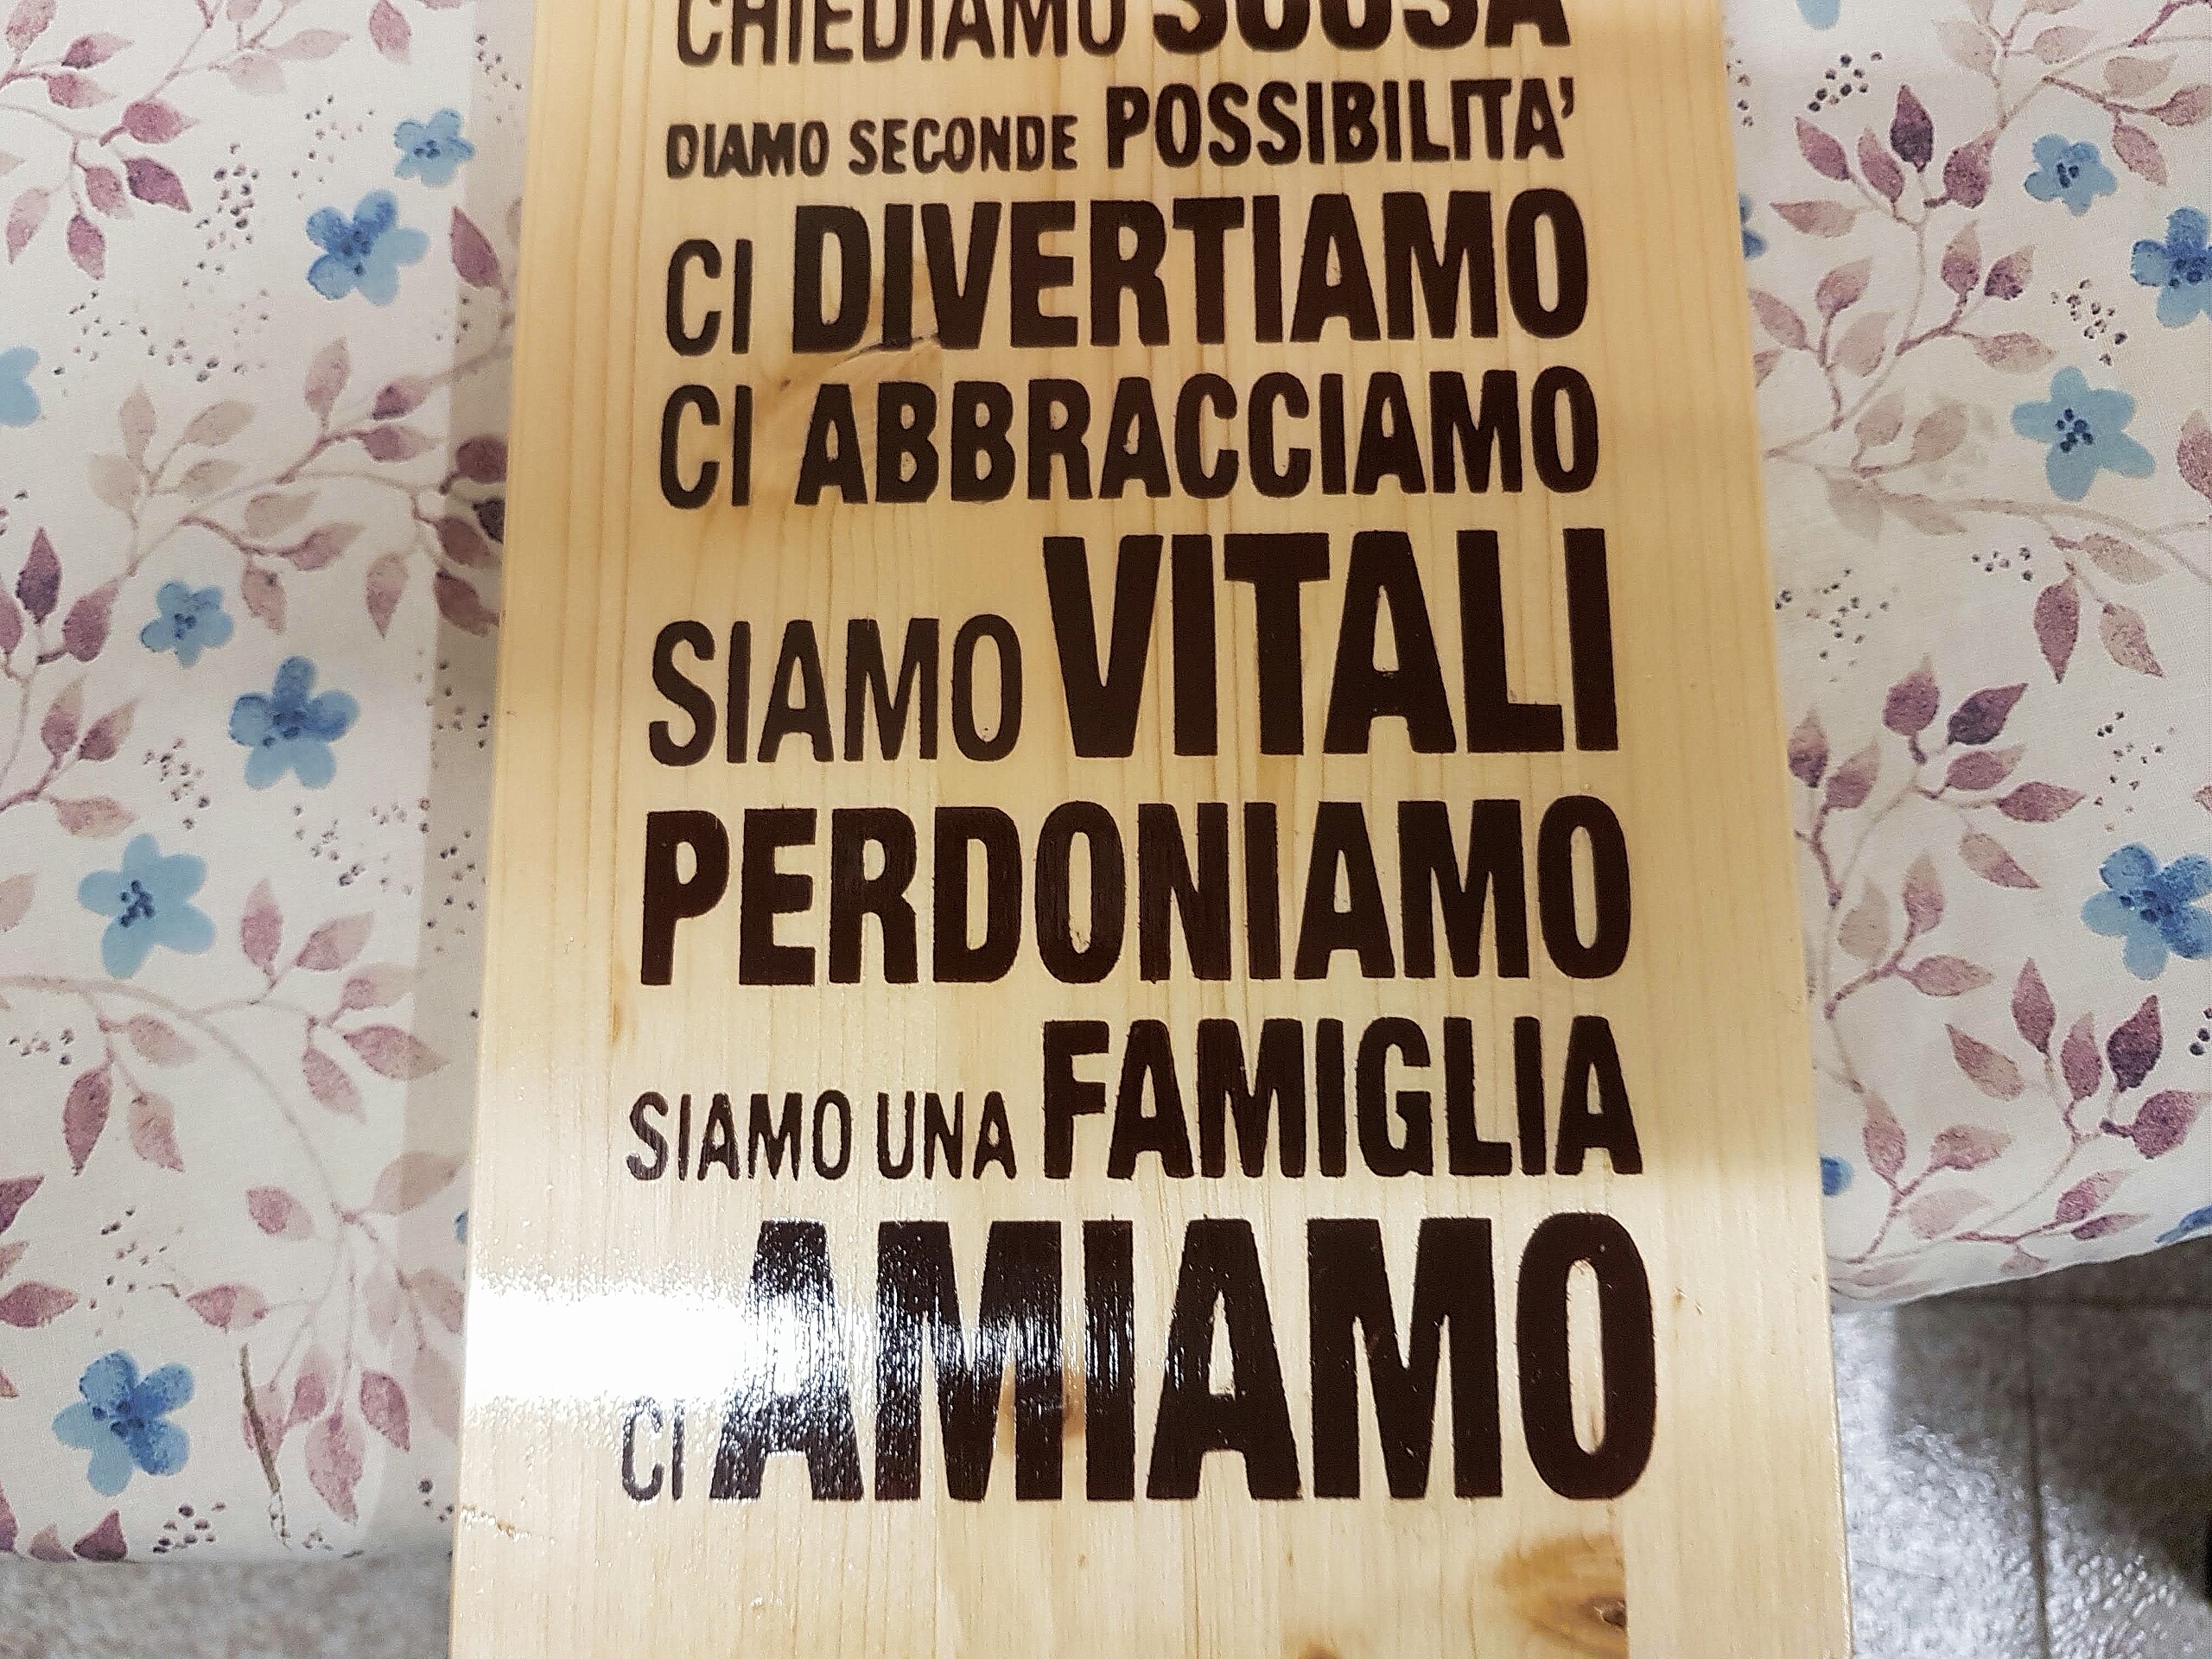 CHIEDIAMO SCUSA
DIAMO SECONDE POSSIBILITA'
CI DIVERTIAMO
CI ABBRACCIAMO
SIAMO VITALI
PERDONIAMO
SIAMO UNA FAMIGLIA
CI AMIAMO